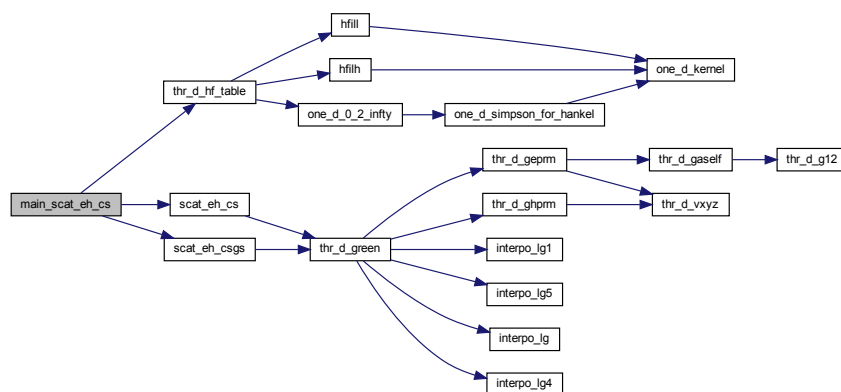 hfill
hfilh
one_d_kernel
thr_d_hf_table
one_d_0_2_infty
one_d_simpson_for_hankel
thr_d_geprm
thr_d_gaself
thr_d_g12
main_scat_eh_cs
scat_eh_cs
thr_d_ghprm
thr_d_vxyz
scat_eh_csgs
thr_d_green
interpo_lg1
interpo_lg5
interpo_lg
interpo_lg4